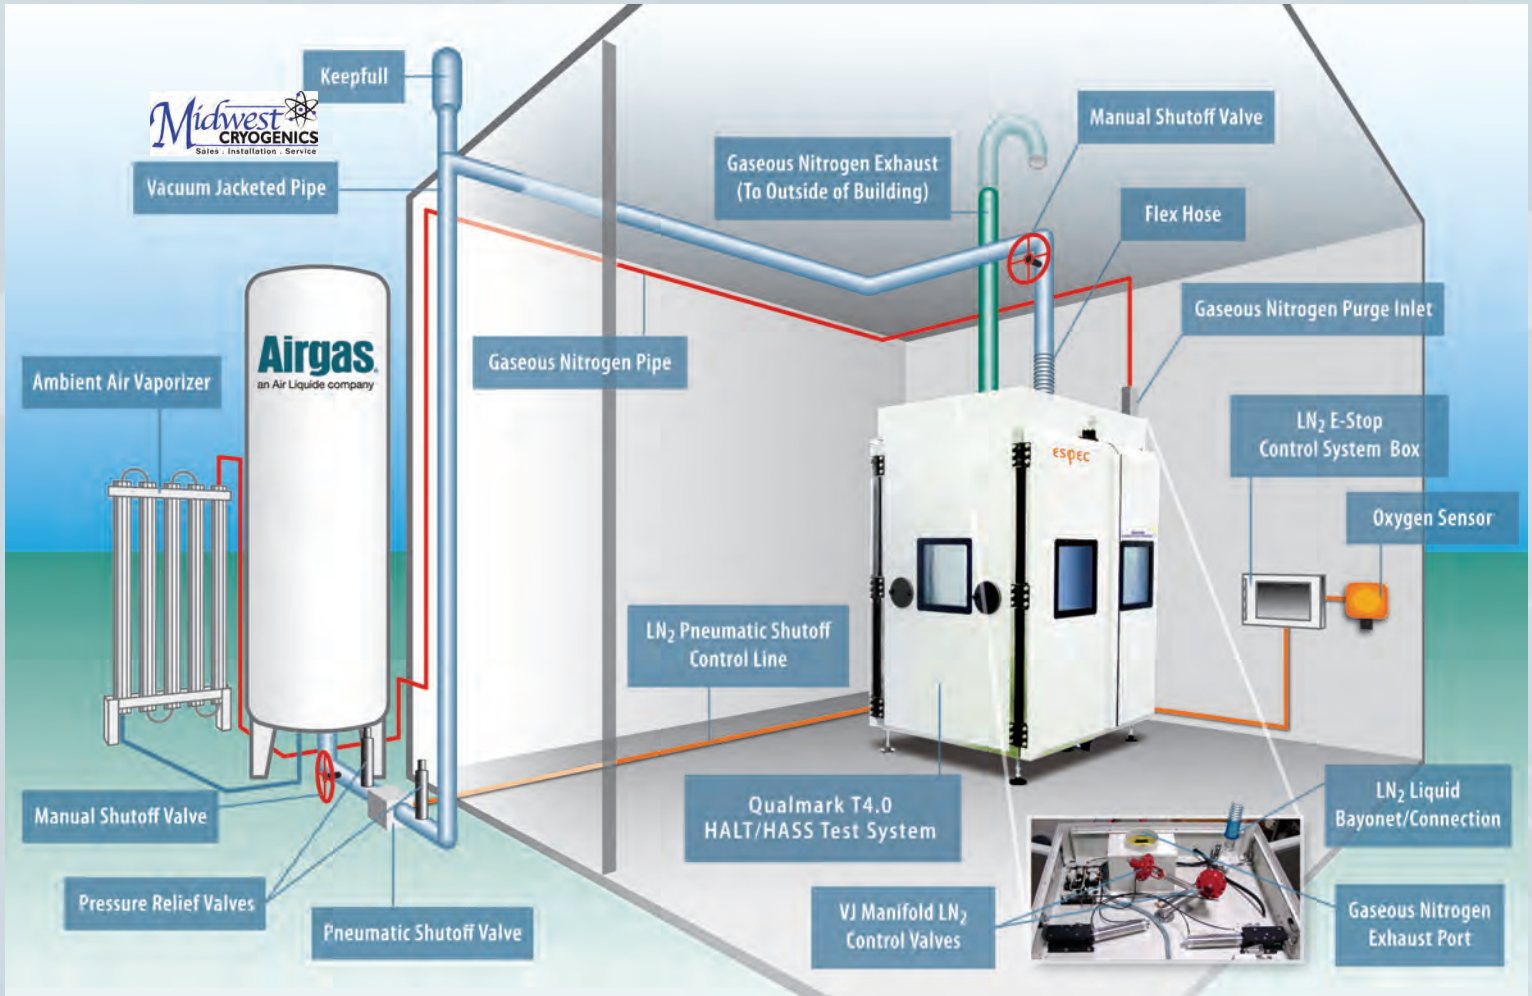 Keepfull
Midwest
CRYOGENICS
Sales . Installation . Service
Vacuum Jacketed Pipe
Manual Shutoff Valve
Gaseous Nitrogen Exhaust
(To Outside of Building)
Flex Hose
Gaseous Nitrogen Purge Inlet
Airgas
an Air Liquide company
Ambient Air Vaporizer
Gaseous Nitrogen Pipe
LN₂ E-Stop
Control System Box
espec
Oxygen Sensor
LN₂ Pneumatic Shutoff
Control Line
Manual Shutoff Valve
Qualmark T4.0
HALT/HASS Test System
LN₂ Liquid
Bayonet/Connection
Pressure Relief Valves
Pneumatic Shutoff Valve
VJ Manifold LN₂
Control Valves
Gaseous Nitrogen
Exhaust Port